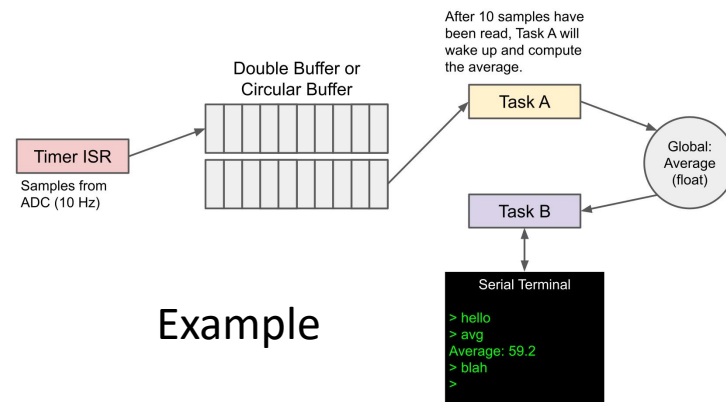 After 10 samples have
been read, Task A will
wake up and compute
the average.
Double Buffer or
Circular Buffer
Task A
Timer ISR
Global:
Average
(float)
Samples from
ADC (10 Hz)
Task B
Serial Terminal
> hello
> avg
Average: 59.2
> blah
>
Example